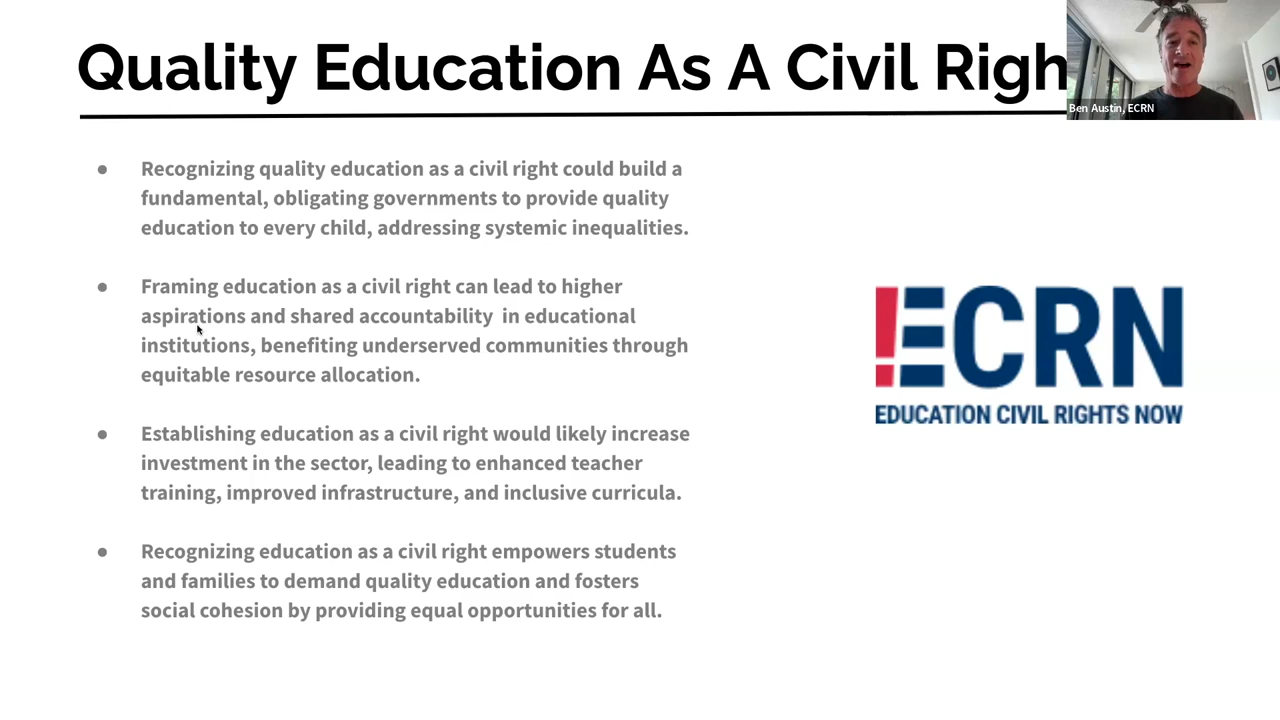 Quality Education As A Civil Righ
Ben Austin, ECRN
● Recognizing quality education as a civil right could build a
fundamental, obligating governments to provide quality
education to every child, addressing systemic inequalities.
● Framing education as a civil right can lead to higher
aspirations and shared accountability in educational
institutions, benefiting underserved communities through
equitable resource allocation.
● Establishing education as a civil right would likely increase
investment in the sector, leading to enhanced teacher
training, improved infrastructure, and inclusive curricula.
● Recognizing education as a civil right empowers students
and families to demand quality education and fosters
social cohesion by providing equal opportunities for all.
!ECRN
EDUCATION CIVIL RIGHTS NOW